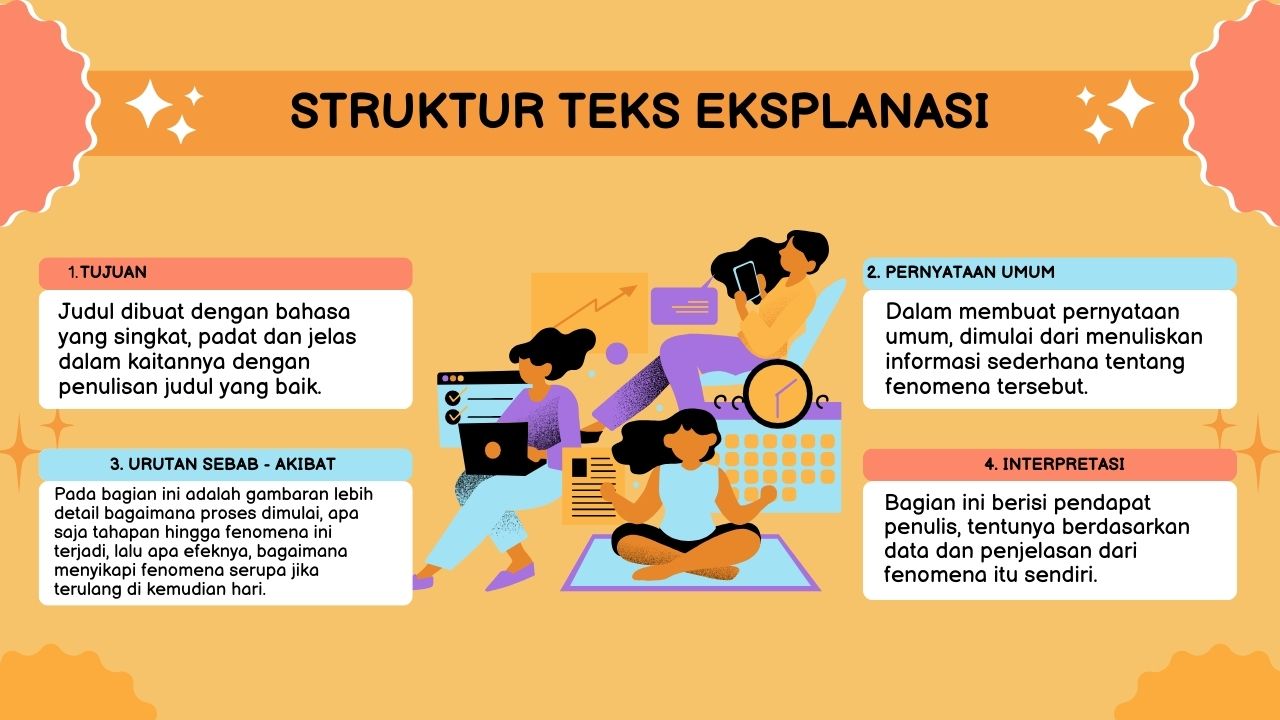 STRUKTUR TEKS EKSPLANASI
1.TUJUAN
Judul dibuat dengan bahasa
yang singkat, padat dan jelas
dalam kaitannya dengan
penulisan judul yang baik.
2. PERNYATAAN UMUM
Dalam membuat pernyataan
umum, dimulai dari menuliskan
informasi sederhana tentang
fenomena tersebut.
3. URUTAN SEBAB - AKIBAT
Pada bagian ini adalah gambaran lebih
detail bagaimana proses dimulai, apa
saja tahapan hingga fenomena ini
terjadi, lalu apa efeknya, bagaimana
menyikapi fenomena serupa jika
terulang di kemudian hari.
4. INTERPRETASI
Bagian ini berisi pendapat
penulis, tentunya berdasarkan
data dan penjelasan dari
fenomena itu sendiri.